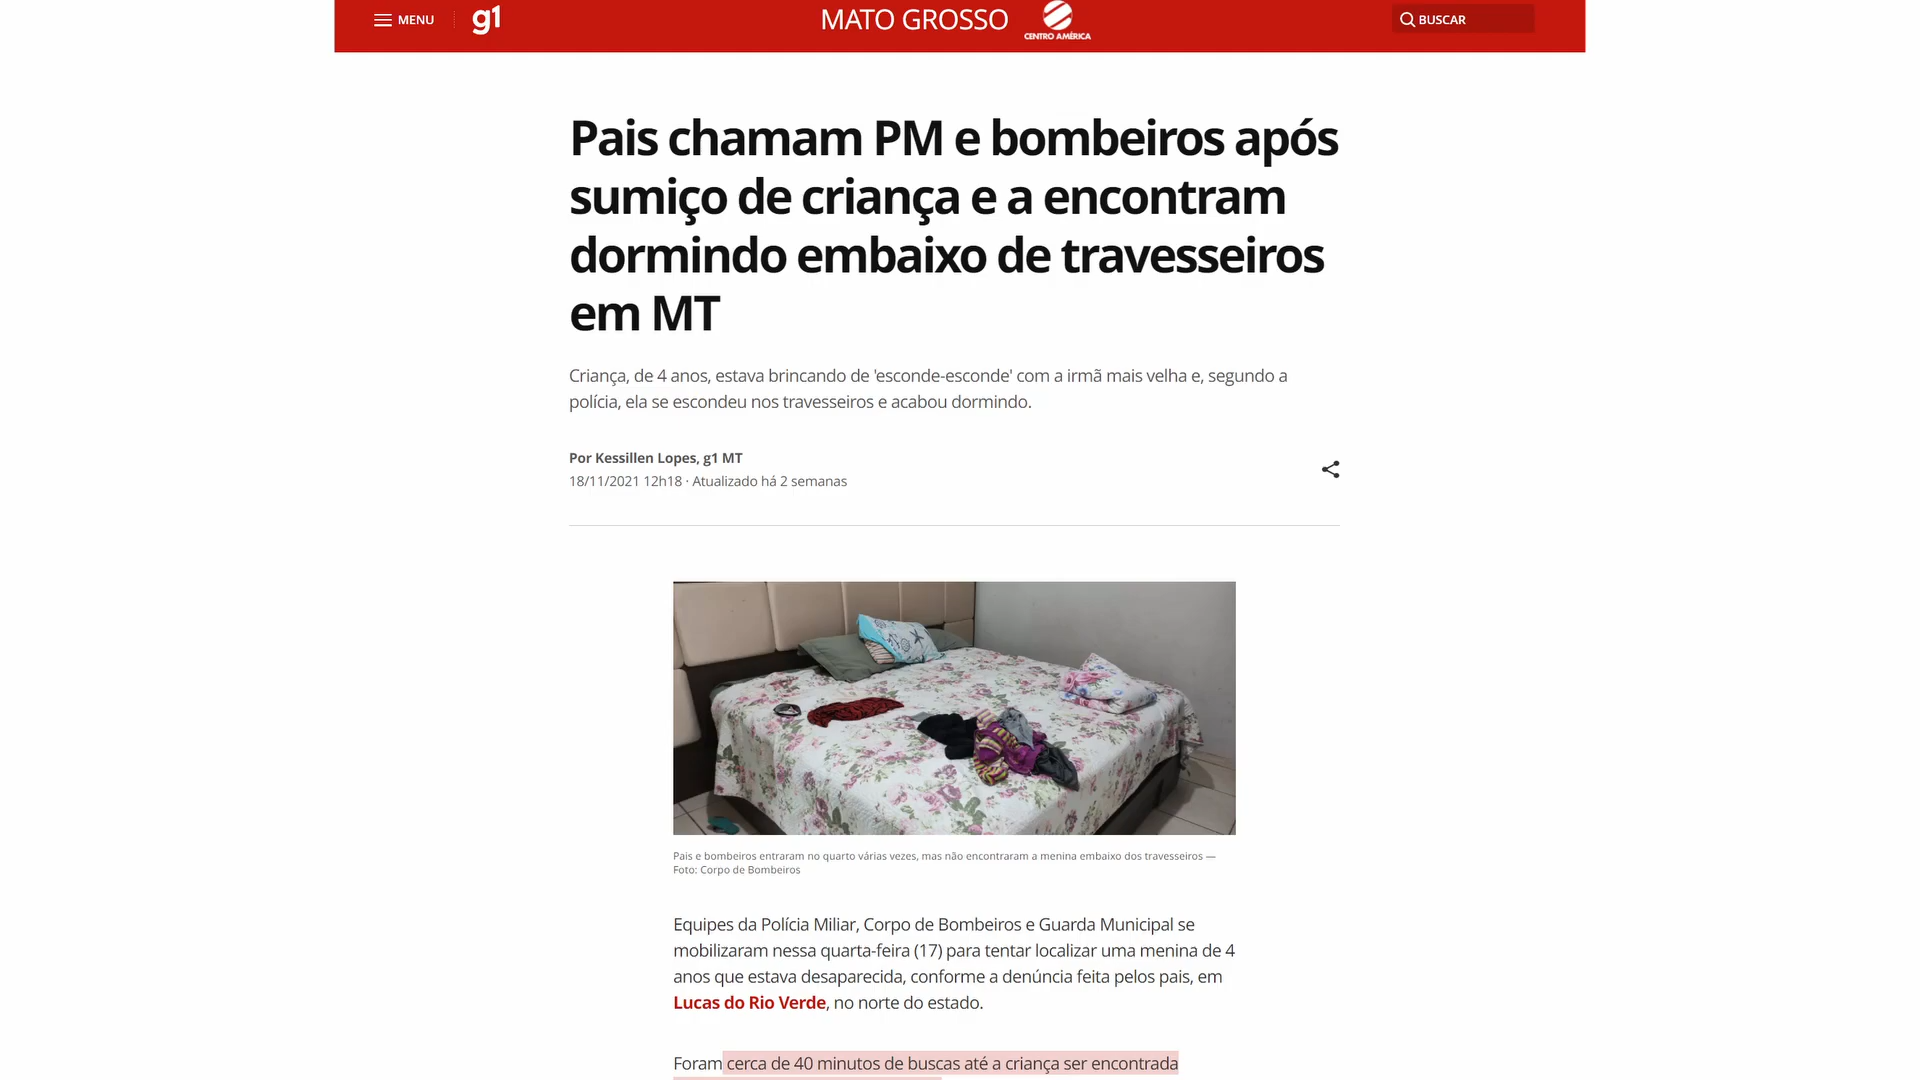 MENU
g1
MATO GROSSO
CENTRO AMÉRICA
BUSCAR
Pais chamam PM e bombeiros após
sumiço de criança e a encontram
dormindo embaixo de travesseiros
em MT
Criança, de 4 anos, estava brincando de 'esconde-esconde' com a irmã mais velha e, segundo a
polícia, ela se escondeu nos travesseiros e acabou dormindo.
Por Kessillen Lopes, g1 MT
18/11/2021 12h18 · Atualizado há 2 semanas
Pais e bombeiros entraram no quarto várias vezes, mas não encontraram a menina embaixo dos travesseiros —
Foto: Corpo de Bombeiros
Equipes da Polícia Miliar, Corpo de Bombeiros e Guarda Municipal se
mobilizaram nessa quarta-feira (17) para tentar localizar uma menina de 4
anos que estava desaparecida, conforme a denúncia feita pelos pais, em
Lucas do Rio Verde, no norte do estado.
Foram cerca de 40 minutos de buscas até a criança ser encontrada